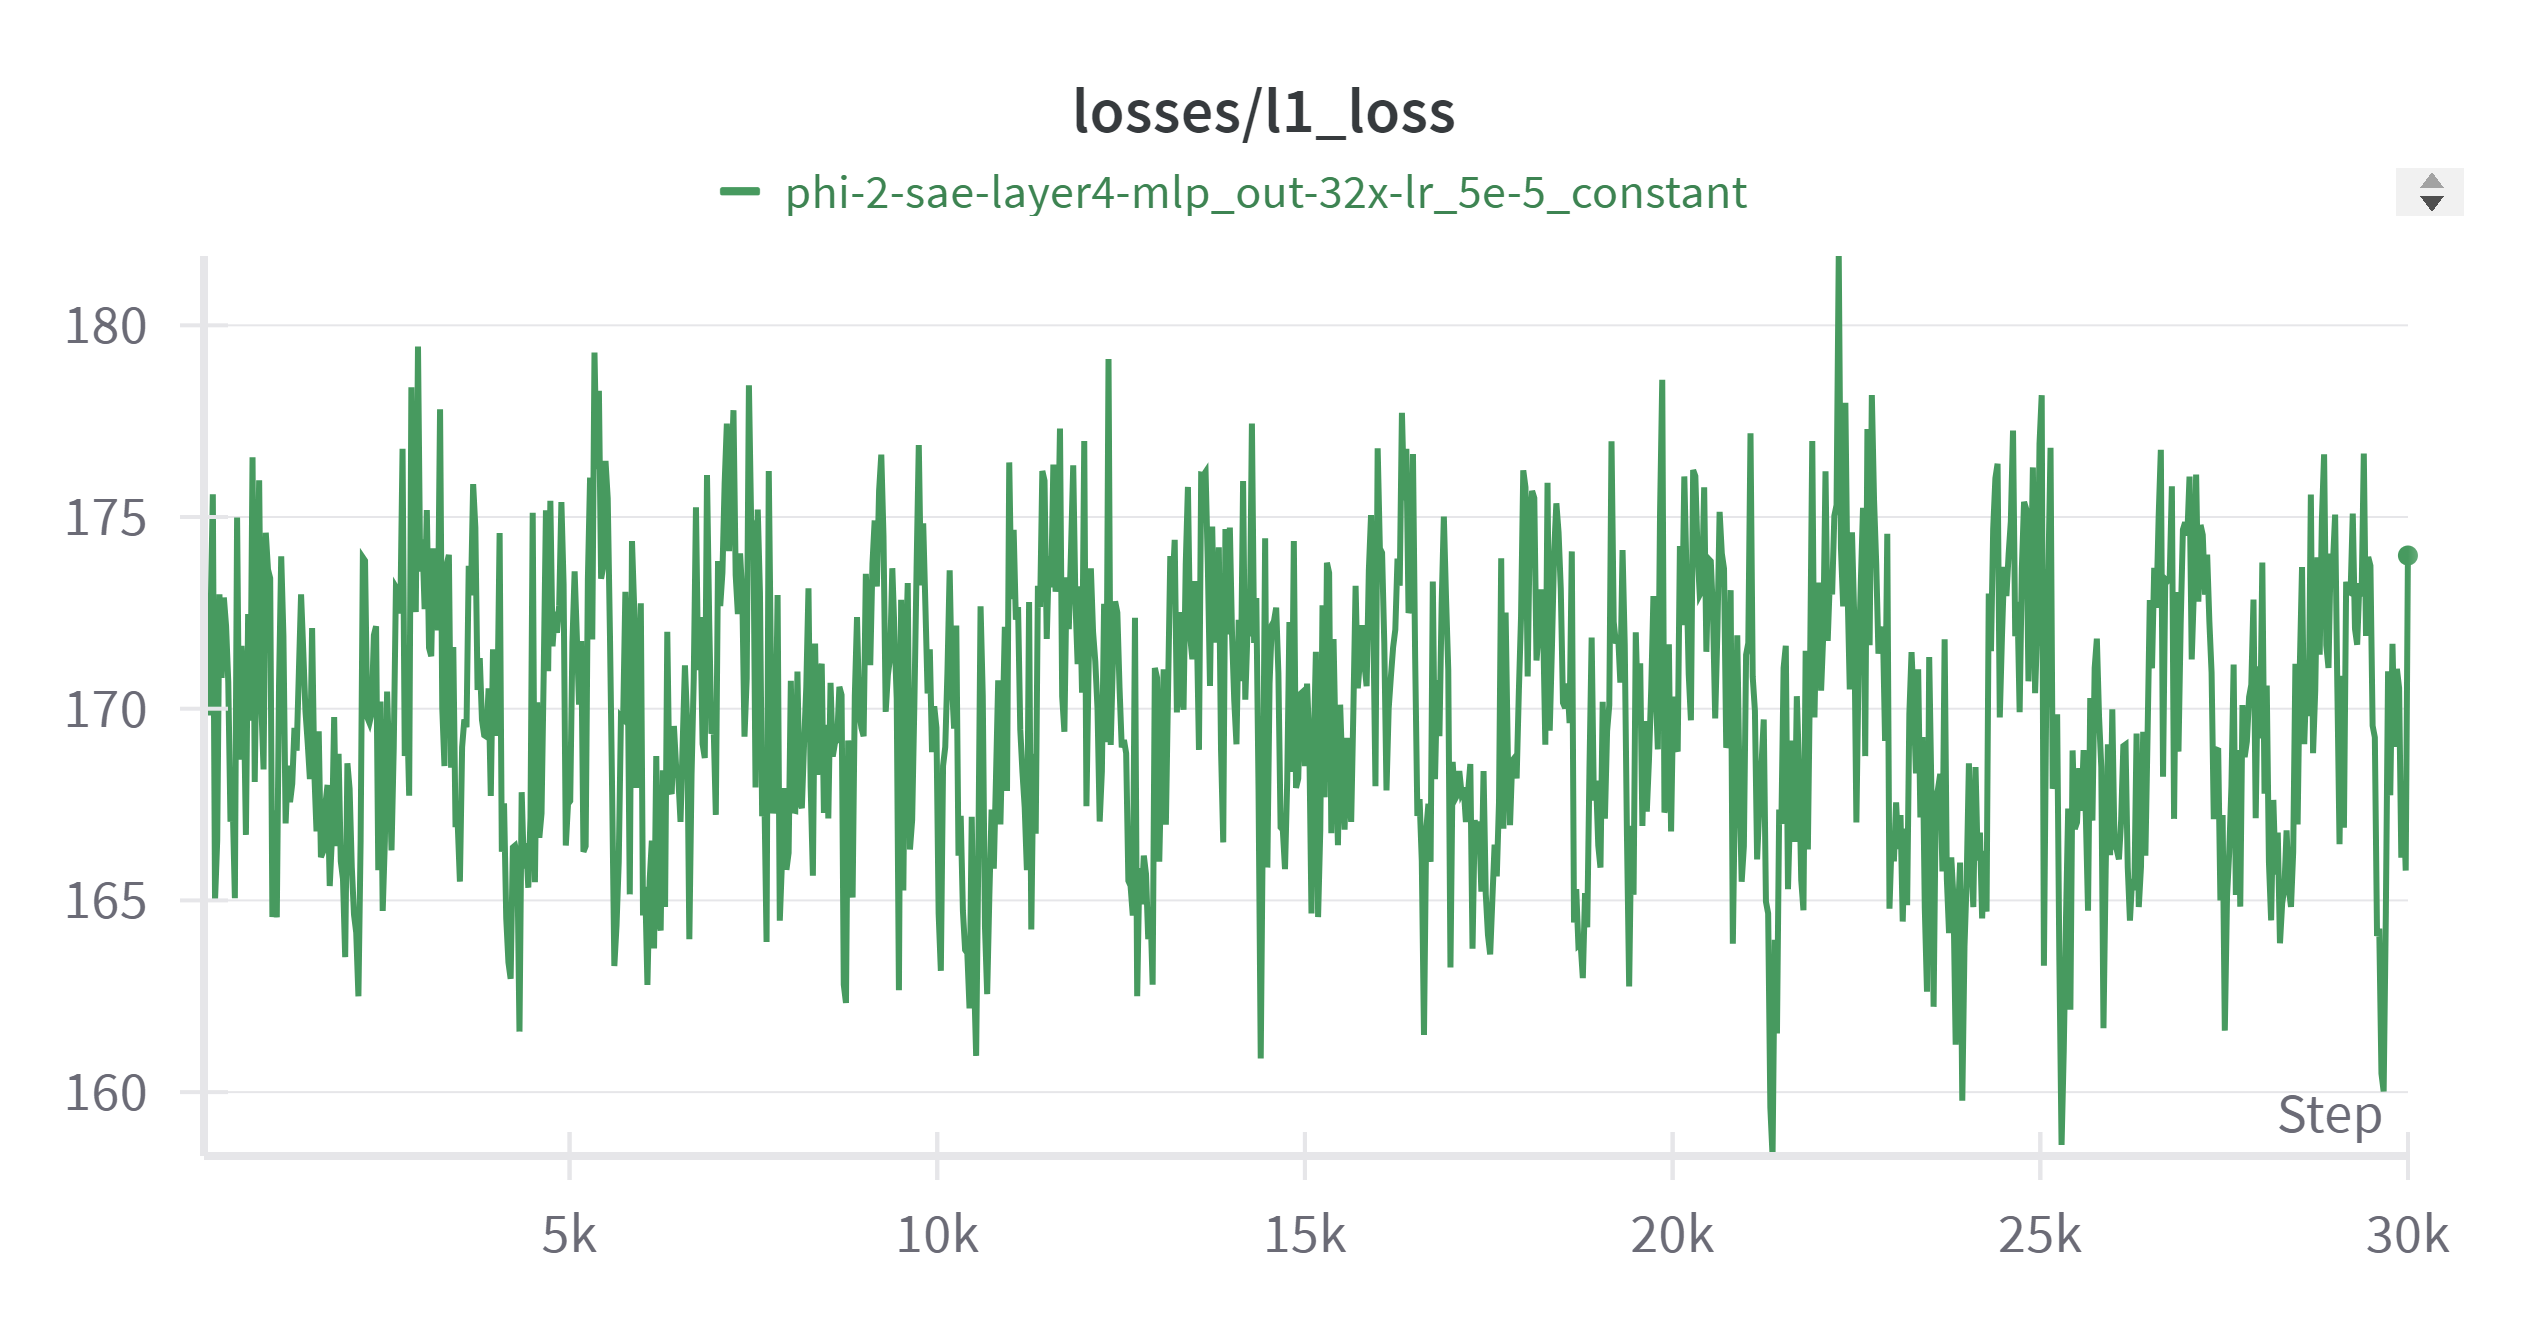 losses/l1_loss
phi-2-sae-layer4-mlp_out-32x-lr_5e-5_constant
180
175
170
165
160
Step
5k 10k 15k 20k 25k 30k